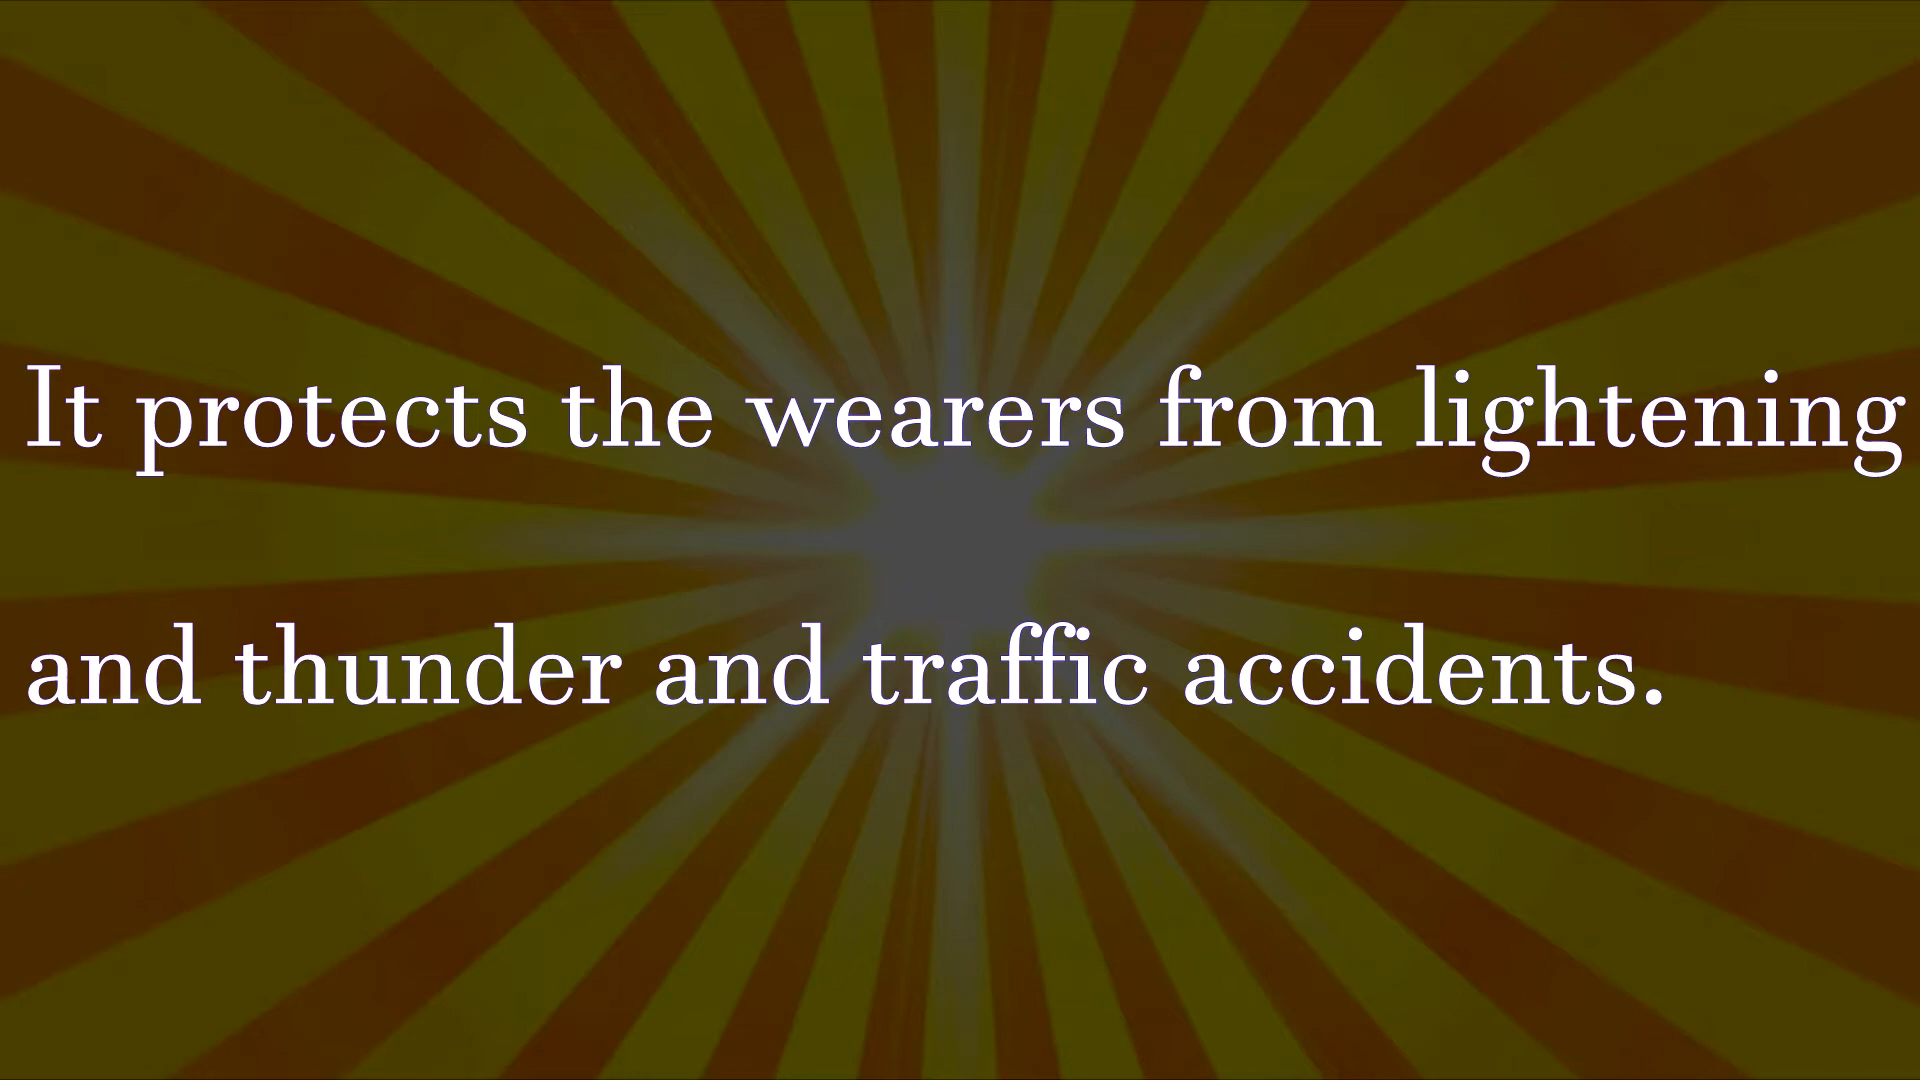 It protects the wearers from lightening
and thunder and traffic accidents.